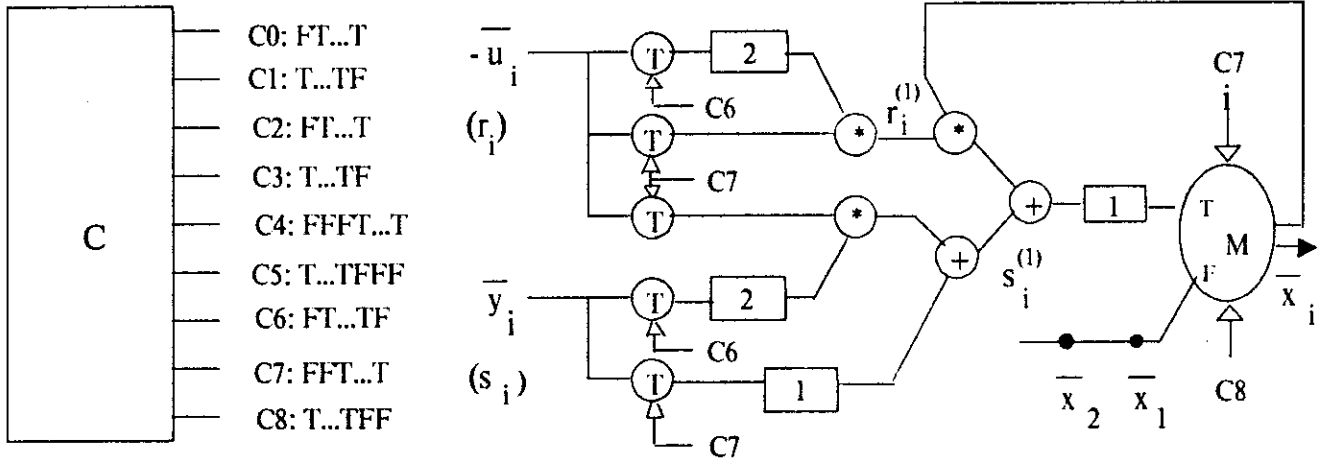 C
C0: FT...T
C1: T...TF
C2: FT...T
C3: T...TF
C4: FFFT...T
C5: T...TFFF
C6: FT...TF
C7: FFT...T
C8: T...TFF
- u̅ i
(r i)
T
2
C6
T
C7
T
*
r i (1)
*
*
+
+
s i (1)
1
y̅ i
(s i)
T
2
C6
T
1
C7
C7
i
T
M
F
x̅ i
C8
x̅ 2
x̅ 1